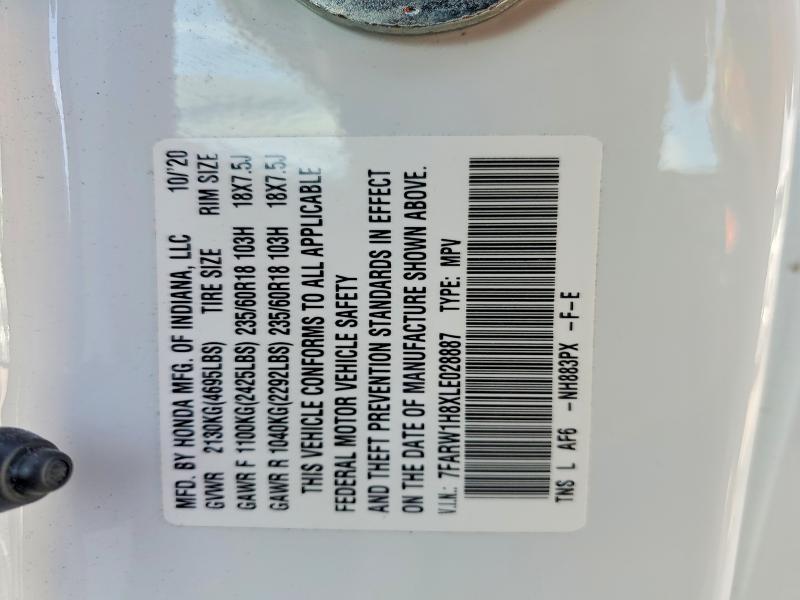 MFD. BY HONDA MFG. OF INDIANA, LLC 10/'20
GVWR 2130KG(4695LBS) TIRE SIZE RIM SIZE
GAWR F 1100KG(2425LBS) 235/60R18 103H 18X7.5J
GAWR R 1040KG(2292LBS) 235/60R18 103H 18X7.5J
THIS VEHICLE CONFORMS TO ALL APPLICABLE
FEDERAL MOTOR VEHICLE SAFETY
AND THEFT PREVENTION STANDARDS IN EFFECT
ON THE DATE OF MANUFACTURE SHOWN ABOVE.
V.I.N.: 7FARW1H8XLE028887 TYPE: MPV
TNS L AF6 -NH883PX -F-E